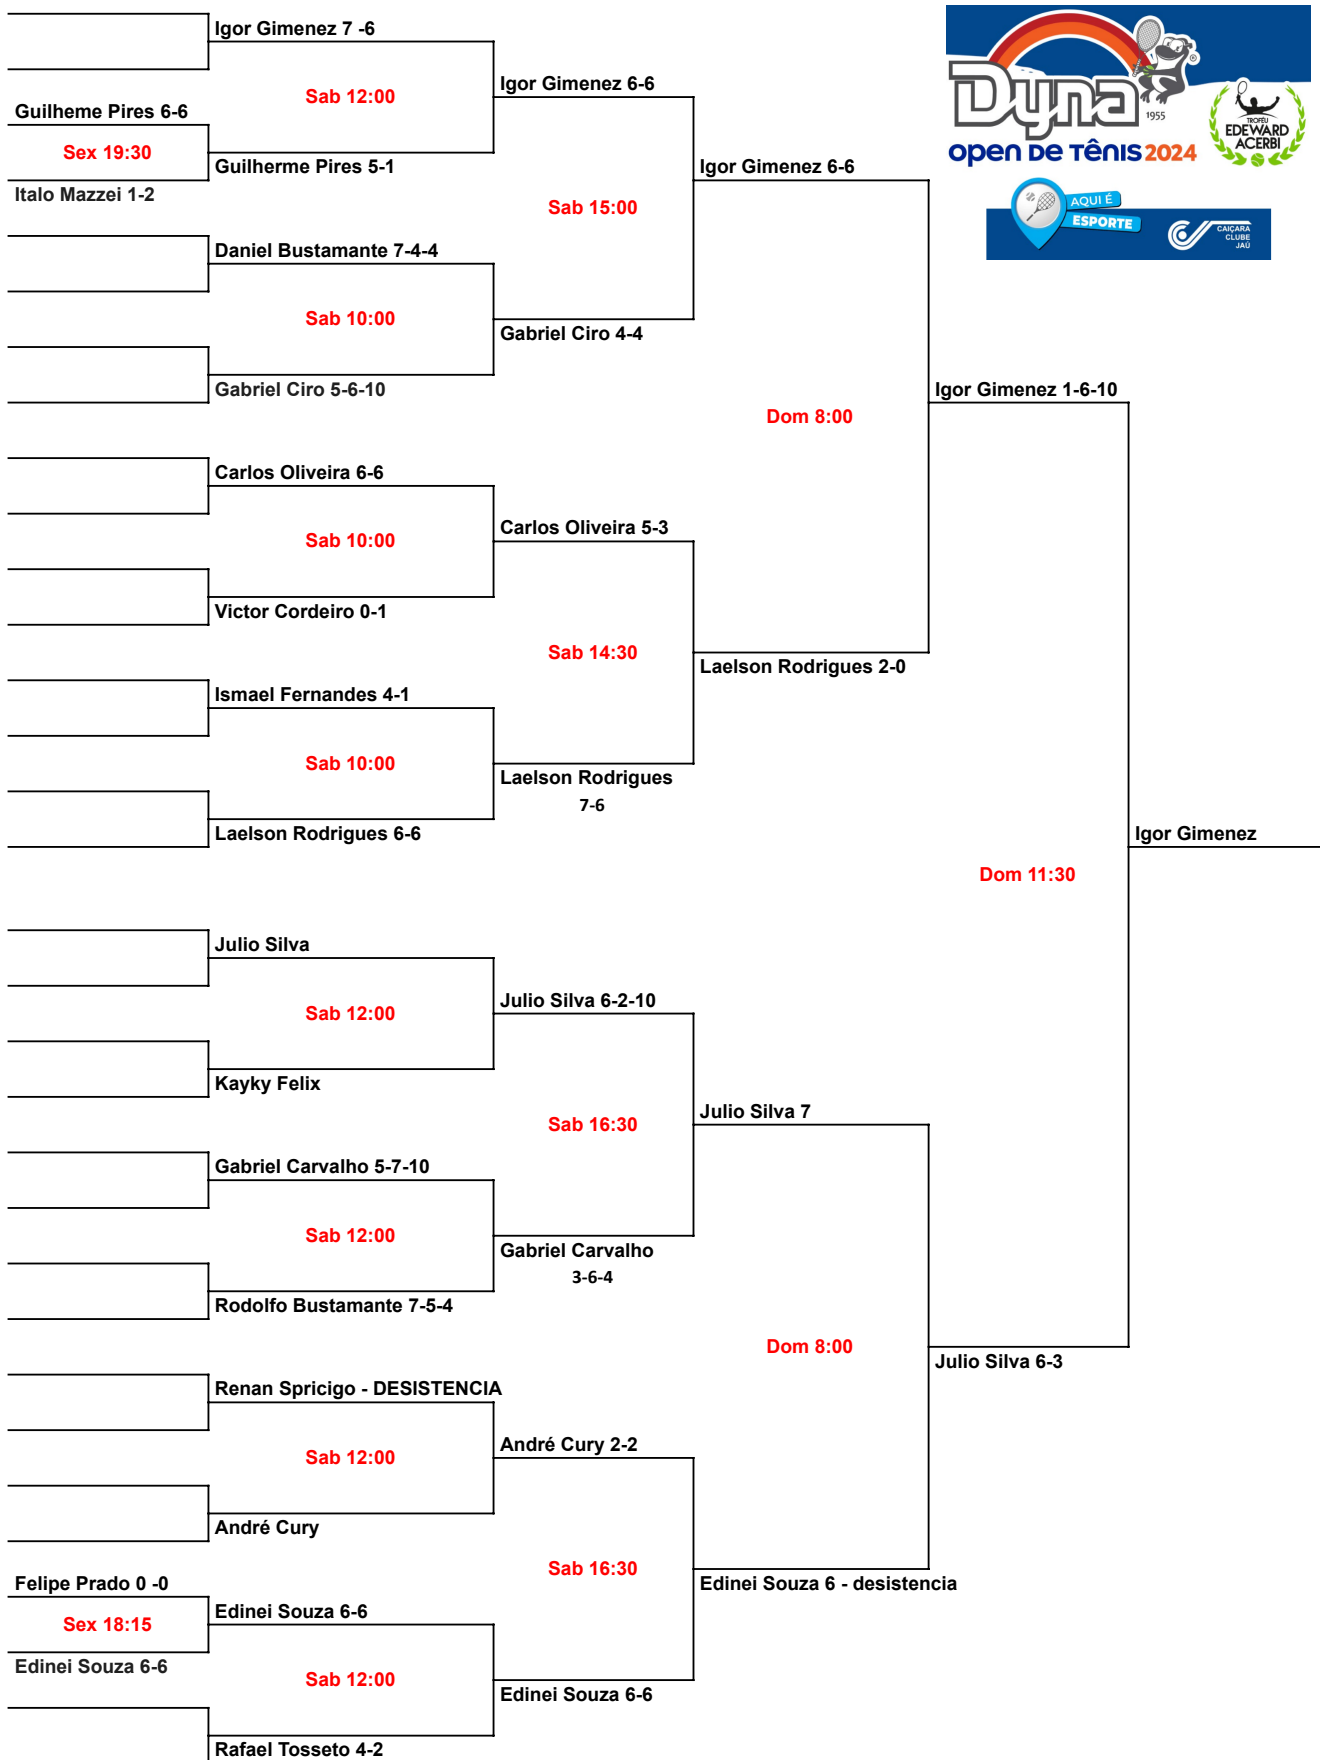 Igor Gimenez 7 -6
Sab 12:00
Igor Gimenez 6-6
Guilheme Pires 6-6
Sex 19:30
Guilherme Pires 5-1
Italo Mazzei 1-2
Sab 15:00
Igor Gimenez 6-6
Dyna
1955
OPEN DE TÊNIS 2024
TROFÉU
EDEWARD
ACERBI
AQUI É
ESPORTE
CAIÇARA
CLUBE
JAÚ
Daniel Bustamante 7-4-4
Sab 10:00
Gabriel Ciro 4-4
Gabriel Ciro 5-6-10
Dom 8:00
Igor Gimenez 1-6-10
Carlos Oliveira 6-6
Sab 10:00
Carlos Oliveira 5-3
Victor Cordeiro 0-1
Sab 14:30
Laelson Rodrigues 2-0
Ismael Fernandes 4-1
Sab 10:00
Laelson Rodrigues
7-6
Laelson Rodrigues 6-6
Igor Gimenez
Dom 11:30
Julio Silva
Sab 12:00
Julio Silva 6-2-10
Kayky Felix
Sab 16:30
Julio Silva 7
Gabriel Carvalho 5-7-10
Sab 12:00
Gabriel Carvalho
3-6-4
Rodolfo Bustamante 7-5-4
Dom 8:00
Julio Silva 6-3
Renan Spricigo - DESISTENCIA
Sab 12:00
André Cury 2-2
André Cury
Sab 16:30
Edinei Souza 6 - desistencia
Felipe Prado 0 -0
Sex 18:15
Edinei Souza 6-6
Edinei Souza 6-6
Sab 12:00
Edinei Souza 6-6
Rafael Tosseto 4-2